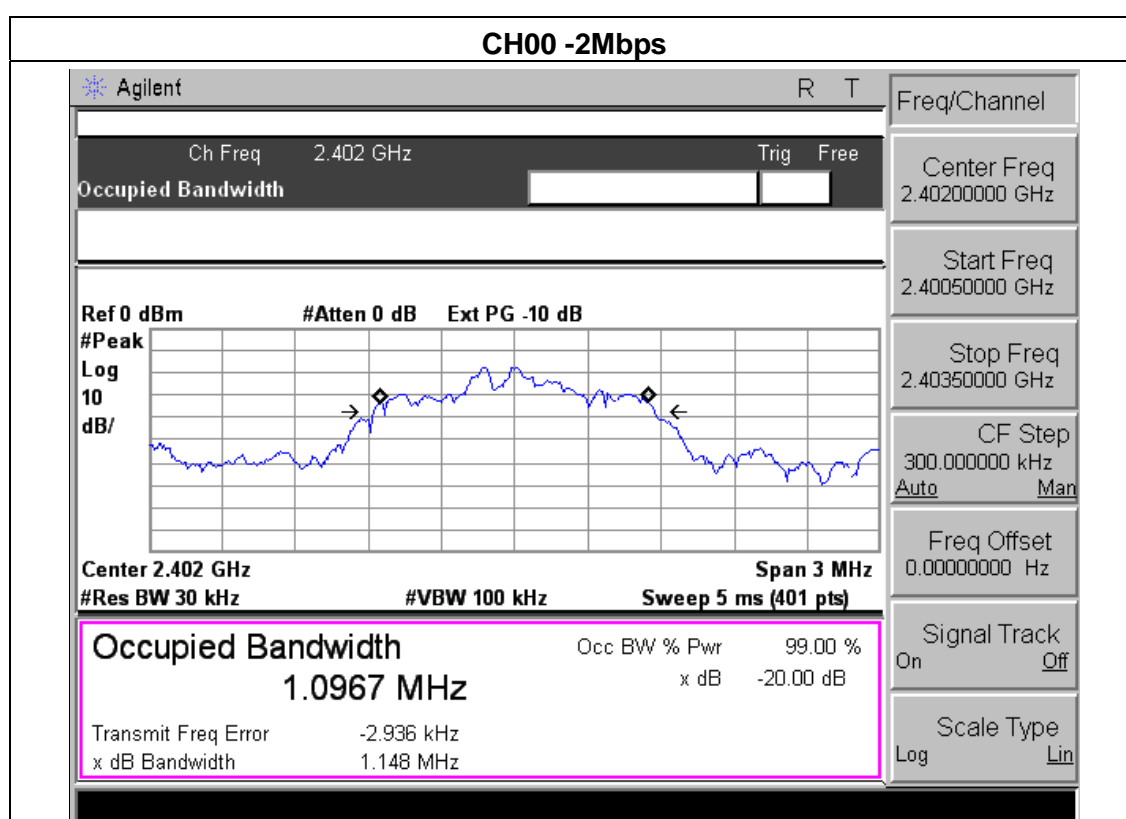 CH00 -2Mbps
Agilent R T
Ch Freq 2.402 GHz Trig Free
Occupied Bandwidth
Ref 0 dBm #Atten 0 dB Ext PG -10 dB
#Peak
Log
10
dB/
Center 2.402 GHz Span 3 MHz
#Res BW 30 kHz #VBW 100 kHz Sweep 5 ms (401 pts)
Occupied Bandwidth Occ BW % Pwr 99.00 %
1.0967 MHz x dB -20.00 dB
Transmit Freq Error -2.936 kHz
x dB Bandwidth 1.148 MHz
Freq/Channel
Center Freq
2.40200000 GHz
Start Freq
2.40050000 GHz
Stop Freq
2.40350000 GHz
CF Step
300.000000 kHz
Auto Man
Freq Offset
0.00000000 Hz
Signal Track
On Off
Scale Type
Log Lin